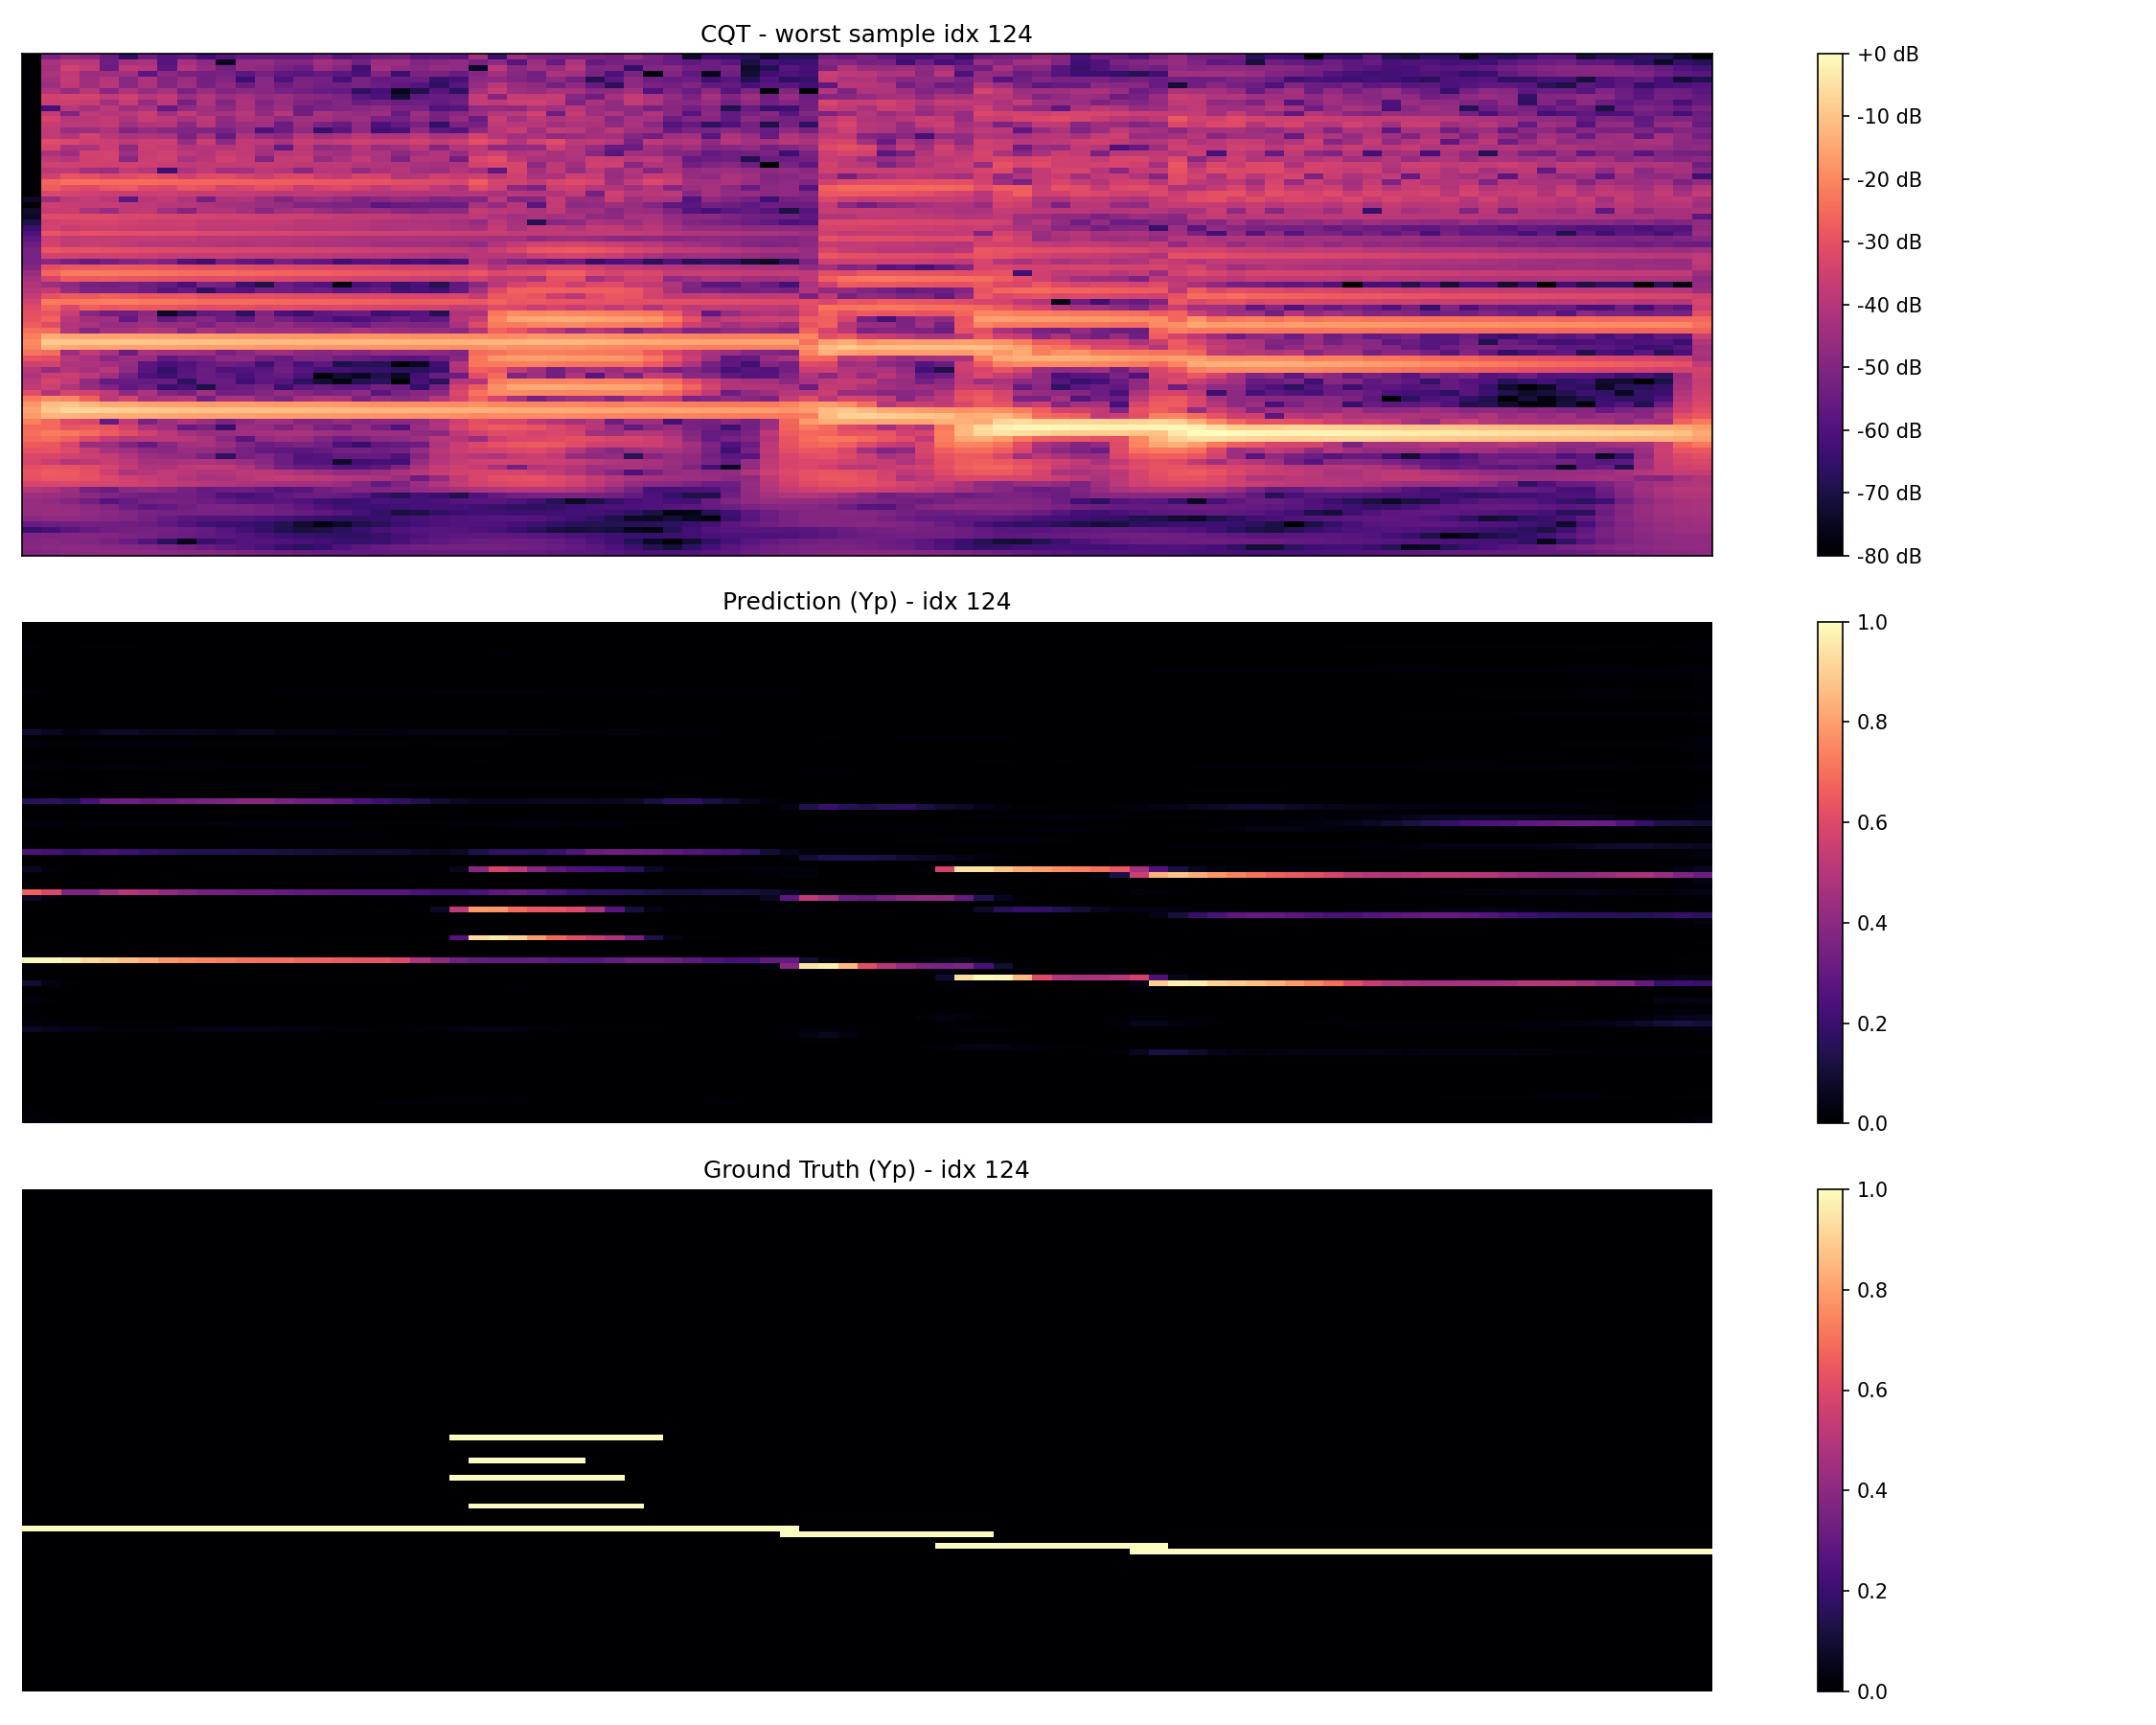 CQT - worst sample idx 124
+0 dB
-10 dB
-20 dB
-30 dB
-40 dB
-50 dB
-60 dB
-70 dB
-80 dB
Prediction (Yp) - idx 124
1.0
0.8
0.6
0.4
0.2
0.0
Ground Truth (Yp) - idx 124
1.0
0.8
0.6
0.4
0.2
0.0